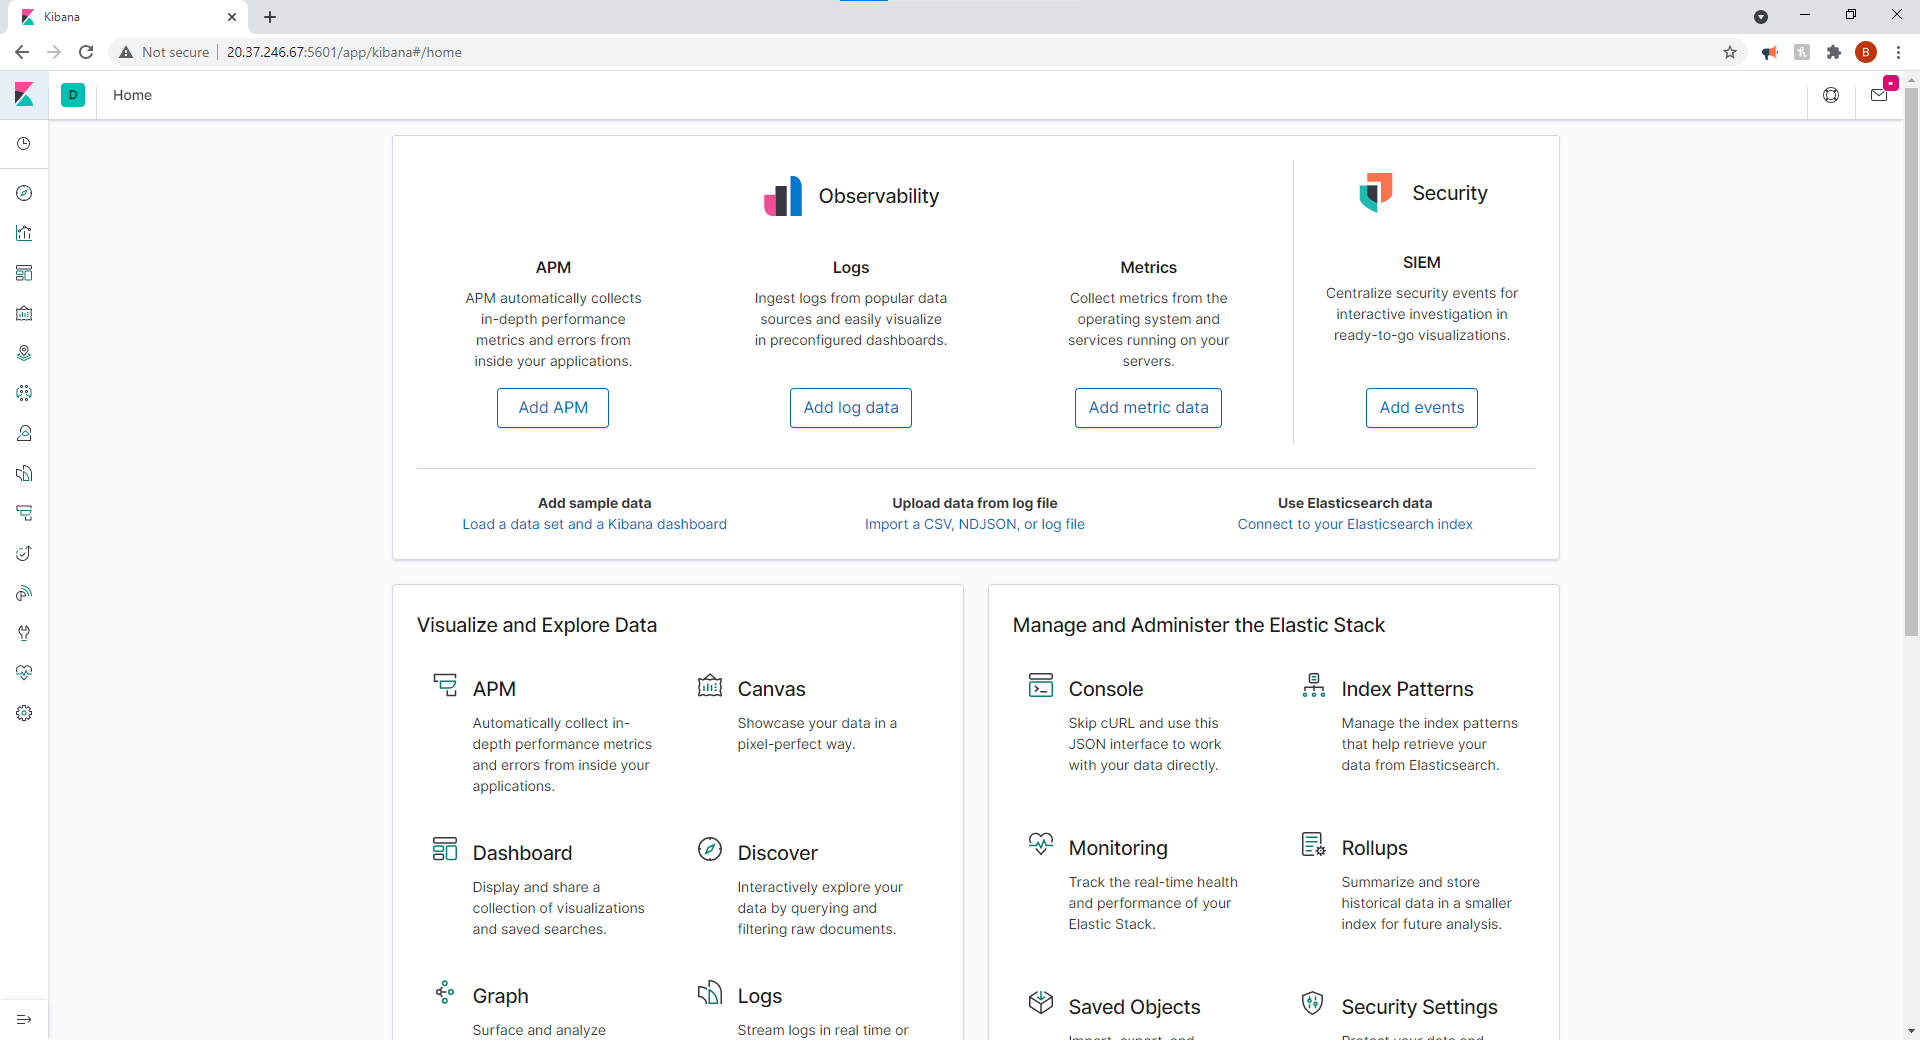 Kibana
Not secure
20.37.246.67:5601/app/kibana#/home
B
D
Home
Observability
Security
APM
APM automatically collects
in-depth performance
metrics and errors from
inside your applications.
Add APM
Logs
Ingest logs from popular data
sources and easily visualize
in preconfigured dashboards.
Add log data
Metrics
Collect metrics from the
operating system and
services running on your
servers.
Add metric data
SIEM
Centralize security events for
interactive investigation in
ready-to-go visualizations.
Add events
Add sample data
Load a data set and a Kibana dashboard
Upload data from log file
Import a CSV, NDJSON, or log file
Use Elasticsearch data
Connect to your Elasticsearch index
Visualize and Explore Data
APM
Automatically collect in-
depth performance metrics
and errors from inside your
applications.
Canvas
Showcase your data in a
pixel-perfect way.
Dashboard
Display and share a
collection of visualizations
and saved searches.
Discover
Interactively explore your
data by querying and
filtering raw documents.
Graph
Surface and analyze
Logs
Stream logs in real time or
Manage and Administer the Elastic Stack
Console
Skip cURL and use this
JSON interface to work
with your data directly.
Index Patterns
Manage the index patterns
that help retrieve your
data from Elasticsearch.
Monitoring
Track the real-time health
and performance of your
Elastic Stack.
Rollups
Summarize and store
historical data in a smaller
index for future analysis.
Saved Objects
Import, export, and
Security Settings
Protect your data and